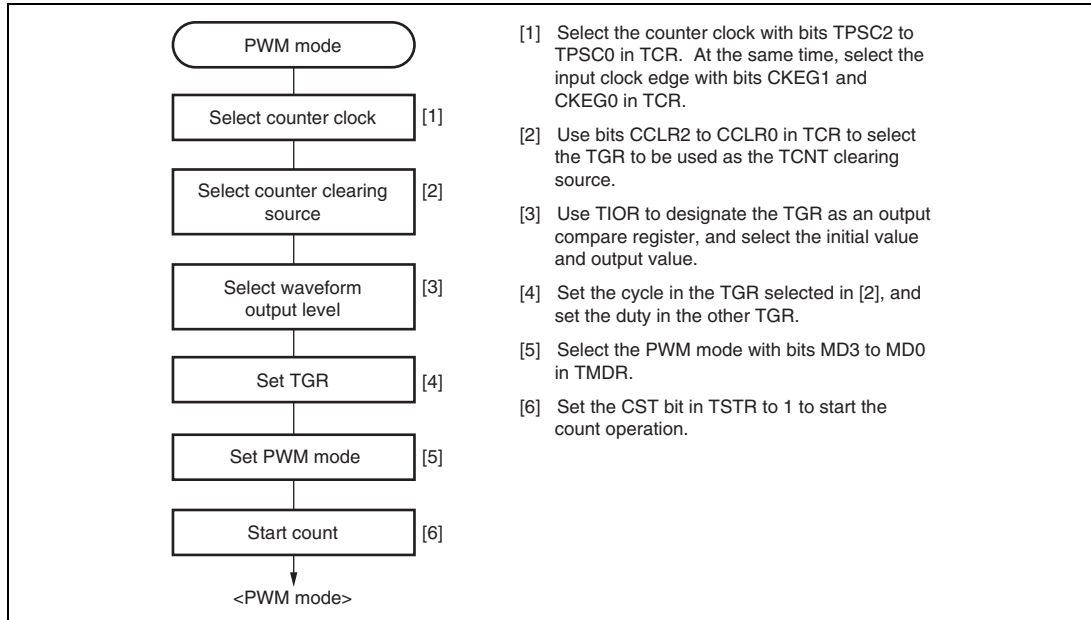 PWM mode
Select counter clock
[1]
Select counter clearing
source
[2]
Select waveform
output level
[3]
Set TGR
[4]
Set PWM mode
[5]
Start count
[6]
<PWM mode>
[1] Select the counter clock with bits TPSC2 to
TPSC0 in TCR. At the same time, select the
input clock edge with bits CKEG1 and
CKEG0 in TCR.
[2] Use bits CCLR2 to CCLR0 in TCR to select
the TGR to be used as the TCNT clearing
source.
[3] Use TIOR to designate the TGR as an output
compare register, and select the initial value
and output value.
[4] Set the cycle in the TGR selected in [2], and
set the duty in the other TGR.
[5] Select the PWM mode with bits MD3 to MD0
in TMDR.
[6] Set the CST bit in TSTR to 1 to start the
count operation.